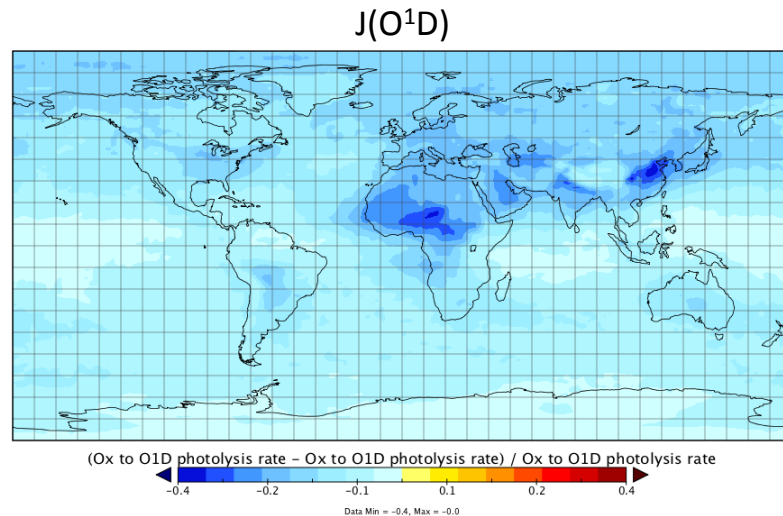 J(O¹D)
(Ox to O1D photolysis rate − Ox to O1D photolysis rate) / Ox to O1D photolysis rate
−0.4 −0.2 −0.1 0.1 0.2 0.4
Data Min = −0.4, Max = −0.0